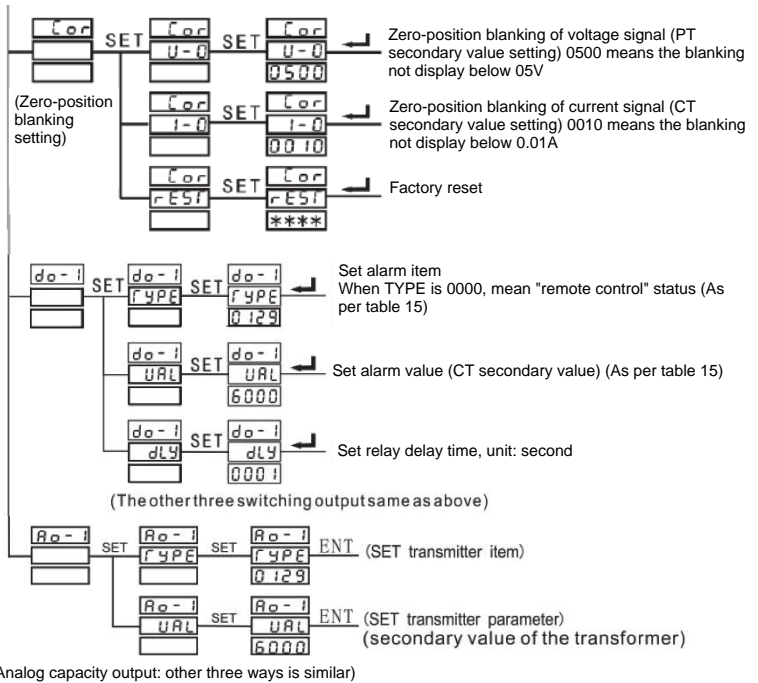 Cor SET Cor SET Cor
U-0 U-0
0500
Zero-position blanking of voltage signal (PT
secondary value setting) 0500 means the blanking
not display below 05V
(Zero-position
blanking
setting)
Cor SET Cor
I-0 I-0
0010
Zero-position blanking of current signal (CT
secondary value setting) 0010 means the blanking
not display below 0.01A
Cor SET Cor
rEST rEST
****
Factory reset
do-1 SET do-1 SET do-1
TYPE TYPE
0129
Set alarm item
When TYPE is 0000, mean "remote control" status (As
per table 15)
do-1 SET do-1
UAL UAL
6000
Set alarm value (CT secondary value) (As per table 15)
do-1 SET do-1
dLY dLY
0001
Set relay delay time, unit: second
(The other three switching output same as above)
Ao-1 SET Ao-1 SET Ao-1 ENT (SET transmitter item)
TYPE TYPE
0129
Ao-1 SET Ao-1 ENT (SET transmitter parameter)
UAL UAL (secondary value of the transformer)
6000
Analog capacity output: other three ways is similar)